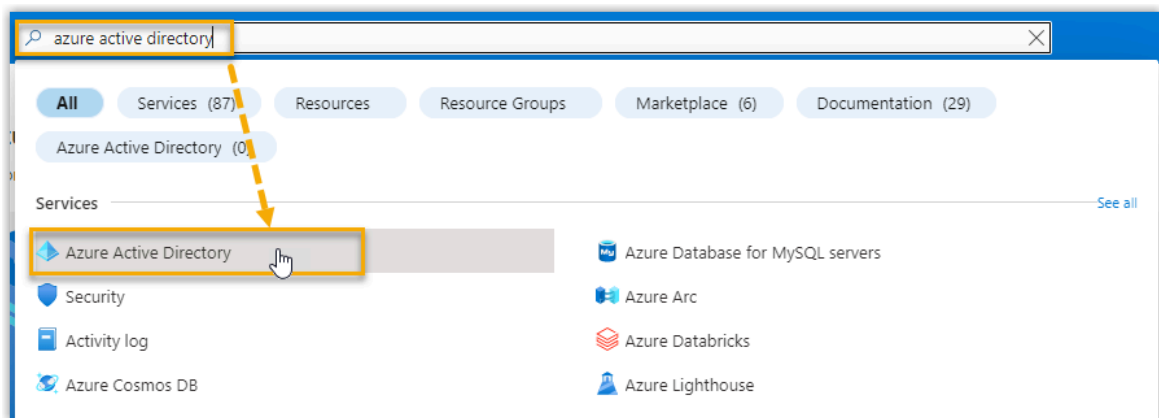 azure active directory
All Services (87) Resources Resource Groups Marketplace (6) Documentation (29)
Azure Active Directory (0)
Services See all
Azure Active Directory Azure Database for MySQL servers
Security Azure Arc
Activity log Azure Databricks
Azure Cosmos DB Azure Lighthouse